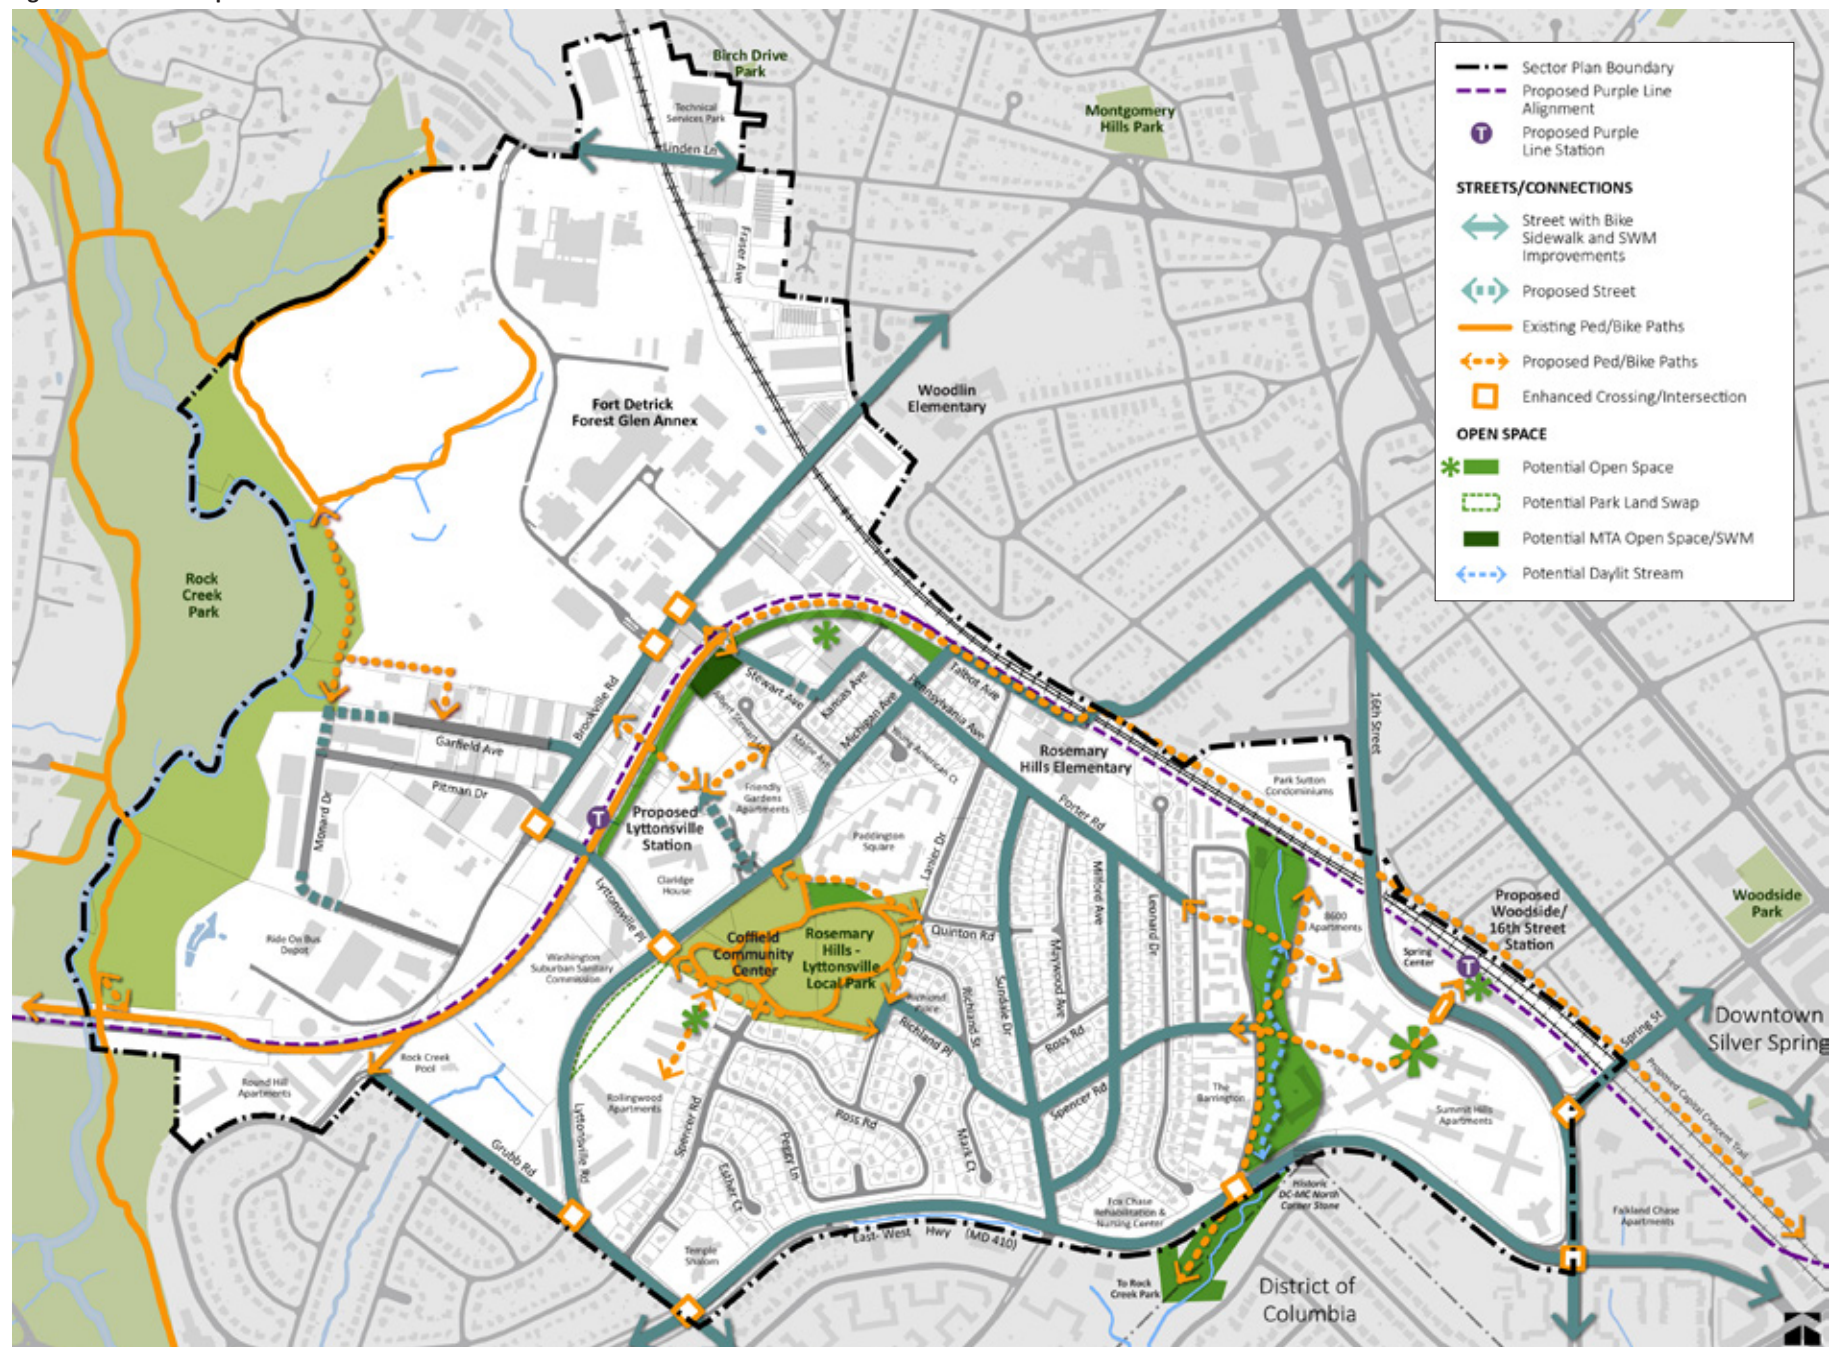 Birch Drive
Park
Technical
Services Park
Linden Ln
Montgomery
Hills Park
Fraser Ave
Sector Plan Boundary
Proposed Purple Line
Alignment
T
Proposed Purple
Line Station
STREETS/CONNECTIONS
Street with Bike
Sidewalk and SWM
Improvements
Proposed Street
Existing Ped/Bike Paths
Proposed Ped/Bike Paths
Enhanced Crossing/Intersection
OPEN SPACE
Potential Open Space
Potential Park Land Swap
Potential MTA Open Space/SWM
Potential Daylit Stream
Woodlin
Elementary
Fort Detrick
Forest Glen Annex
Rock
Creek
Park
Brookville Rd
Stewart Ave
Albert Stewart Ln
Kansas Ave
Michigan Ave
Maine Ave
Pennsylvania Ave
Talbot Ave
Young American Ct
16th Street
Garfield Ave
Pitman Dr
Monard Dr
Rosemary
Hills Elementary
Porter Rd
Park Sutton
Condominiums
T
Proposed
Lyttonsville
Station
Friendly
Gardens
Apartments
Paddington
Square
Claridge
House
Lyttonsville Pl
Lanier Dr
Milford Ave
Leonard Dr
8600
Apartments
Proposed
Woodside/
16th Street
Station
Woodside
Park
Ride On Bus
Depot
Washington
Suburban Sanitary
Commission
Coffield
Community
Center
Rosemary
Hills -
Lyttonsville
Local Park
Quinton Rd
Maywood Ave
Sundale Dr
Richland St
Richland
Place
Richland Pl
Ross Rd
Spring
Center
T
Spring St
Downtown
Silver Spring
Rock Creek
Pool
Round Hill
Apartments
Rollingwood
Apartments
Lyttonsville Rd
Grubb Rd
Spencer Rd
Ross Rd
Peggy Ln
Esther Ct
Mark Ct
Spencer Rd
The
Barrington
Summit Hills
Apartments
Proposed Capital Crescent Trail
Fox Chase
Rehabilitation &
Nursing Center
Historic
DC-MC North
Corner Stone
Falkland Chase
Apartments
Temple
Shalom
East- West Hwy (MD 410)
To Rock
Creek Park
District of
Columbia